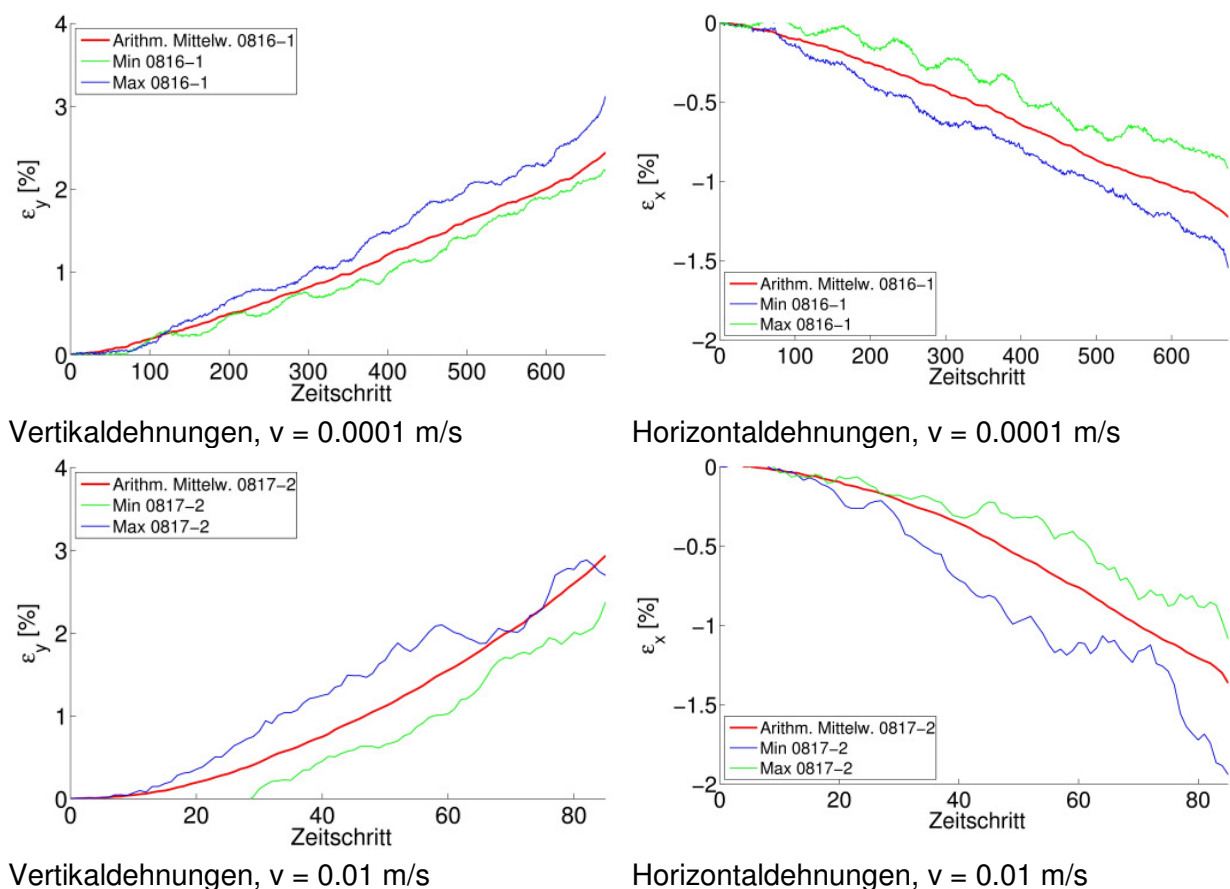 4
3
2
1
0
ε_y [%]
Arithm. Mittelw. 0816-1
Min 0816-1
Max 0816-1
0 100 200 300 400 500 600
Zeitschritt
Vertikaldehnungen, v = 0.0001 m/s
0
-0.5
-1
-1.5
-2
ε_x [%]
Arithm. Mittelw. 0816-1
Min 0816-1
Max 0816-1
0 100 200 300 400 500 600
Zeitschritt
Horizontaldehnungen, v = 0.0001 m/s
4
3
2
1
0
ε_y [%]
Arithm. Mittelw. 0817-2
Min 0817-2
Max 0817-2
0 20 40 60 80
Zeitschritt
Vertikaldehnungen, v = 0.01 m/s
0
-0.5
-1
-1.5
-2
ε_x [%]
Arithm. Mittelw. 0817-2
Min 0817-2
Max 0817-2
0 20 40 60 80
Zeitschritt
Horizontaldehnungen, v = 0.01 m/s